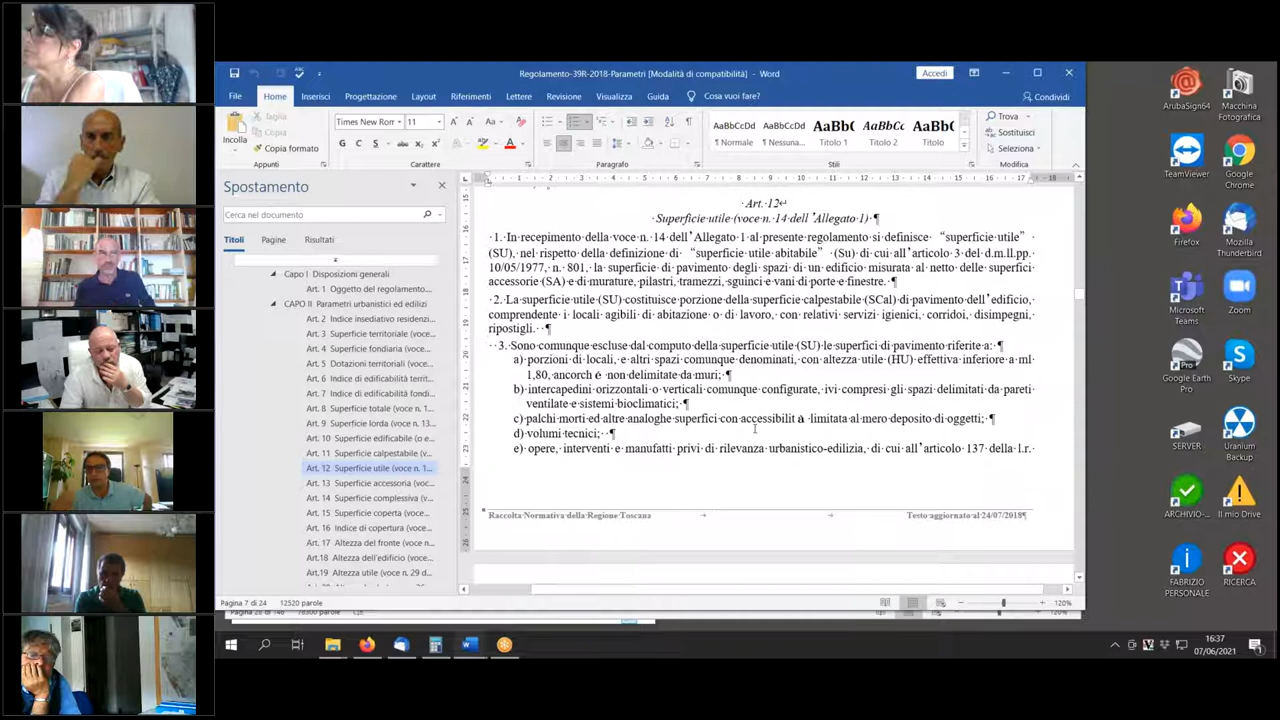 Regolamento-39R-2018-Parametri [Modalità di compatibilità] - Word
Accedi
File Home Inserisci Progettazione Layout Riferimenti Lettere Revisione Visualizza Guida Cosa vuoi fare? Condividi
Incolla
Taglia
Copia
Copia formato
Times New Ron 11
Aa
G C S abc x₂ x²
AaBbCcDd AaBbCcDd AaBb( AaBbCc AaBb(
¶ Normale ¶ Nessuna... Titolo 1 Titolo 2 Titolo
Trova
Sostituisci
Seleziona
Appunti Carattere Paragrafo Stili Modifica
Spostamento
Cerca nel documento
Titoli Pagine Risultati
Capo I Disposizioni generali
Art. 1 Oggetto del regolamento...
CAPO II Parametri urbanistici ed edilizi
Art. 2 Indice insediativo residenzi...
Art. 3 Superficie territoriale (voce...
Art. 4 Superficie fondiaria (voce...
Art. 5 Dotazioni territoriali (voce...
Art. 6 Indice di edificabilità territ...
Art. 7 Indice di edificabilità fondi...
Art. 8 Superficie totale (voce n. 12...
Art. 9 Superficie lorda (voce n. 13...
Art. 10 Superficie edificabile (o e...
Art. 11 Superficie calpestabile (v...
Art. 12 Superficie utile (voce n. 1...
Art. 13 Superficie accessoria (voc...
Art. 14 Superficie complessiva (v...
Art. 15 Superficie coperta (voce...
Art. 16 Indice di copertura (voce...
Art. 17 Altezza del fronte (voce n...
Art.18 Altezza dell'edificio (voce...
Art.19 Altezza utile (voce n. 29 d...
Art. 12
Superficie utile (voce n. 14 dell'Allegato 1) ¶
1. In recepimento della voce n. 14 dell'Allegato 1 al presente regolamento si definisce “superficie utile”
(SU), nel rispetto della definizione di “superficie utile abitabile” (Su) di cui all'articolo 3 del d.m.ll.pp.
10/05/1977, n. 801, la superficie di pavimento degli spazi di un edificio misurata al netto delle superfici
accessorie (SA) e di murature, pilastri, tramezzi, sguinci e vani di porte e finestre. ¶
2. La superficie utile (SU) costituisce porzione della superficie calpestabile (SCal) di pavimento dell'edificio,
comprendente i locali agibili di abitazione o di lavoro, con relativi servizi igienici, corridoi, disimpegni,
ripostigli. ¶
3. Sono comunque escluse dal computo della superficie utile (SU) le superfici di pavimento riferite a: ¶
a) porzioni di locali, e altri spazi comunque denominati, con altezza utile (HU) effettiva inferiore a ml
1,80, ancorch é non delimitate da muri; ¶
b) intercapedini orizzontali o verticali comunque configurate, ivi compresi gli spazi delimitati da pareti
ventilate e sistemi bioclimatici; ¶
c) palchi morti ed altre analoghe superfici con accessibilit à limitata al mero deposito di oggetti; ¶
d) volumi tecnici; ¶
e) opere, interventi e manufatti privi di rilevanza urbanistico-edilizia, di cui all'articolo 137 della l.r.
Raccolta Normativa della Regione Toscana → → Testo aggiornato al 24/07/2018¶
Pagina 7 di 24 12520 parole 120%
ArubaSign64
Macchina Fotografica
TeamViewer
Google Chrome
Firefox
Mozilla Thunderbird
Microsoft Teams
Zoom
Google Earth Pro
Skype
SERVER
Uranium Backup
ARCHIVIO-...
Il mio Drive
FABRIZIO PERSONALE
RICERCA
16:37
07/06/2021